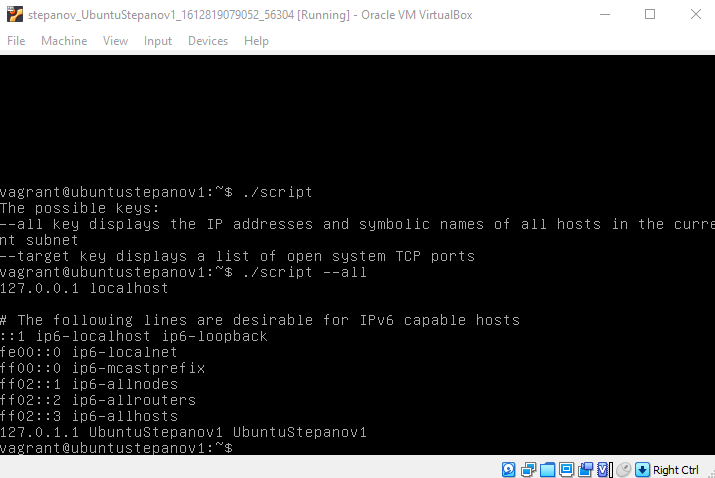 stepanov_UbuntuStepanov1_1612819079052_56304 [Running] - Oracle VM VirtualBox
File Machine View Input Devices Help
vagrant@ubuntustepanov1:~$ ./script
The possible keys:
--all key displays the IP addresses and symbolic names of all hosts in the curre
nt subnet
--target key displays a list of open system TCP ports
vagrant@ubuntustepanov1:~$ ./script --all
127.0.0.1 localhost
# The following lines are desirable for IPv6 capable hosts
::1 ip6-localhost ip6-loopback
fe00::0 ip6-localnet
ff00::0 ip6-mcastprefix
ff02::1 ip6-allnodes
ff02::2 ip6-allrouters
ff02::3 ip6-allhosts
127.0.1.1 UbuntuStepanov1 UbuntuStepanov1
vagrant@ubuntustepanov1:~$
Right Ctrl